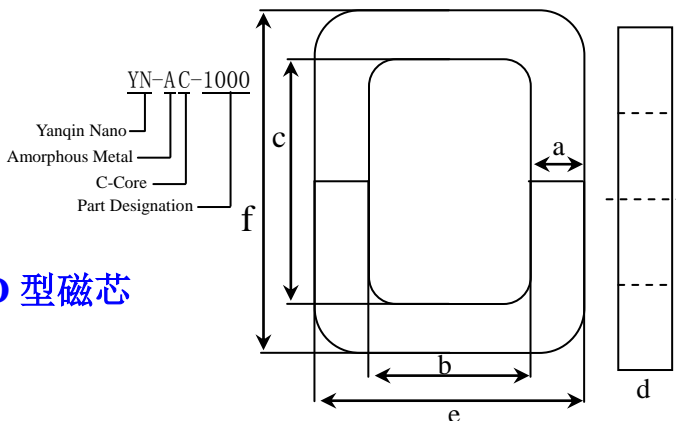 YN-AC-1000
Yanqin Nano
Amorphous Metal
C-Core
Part Designation
型磁芯
c
a
f
b
e
d